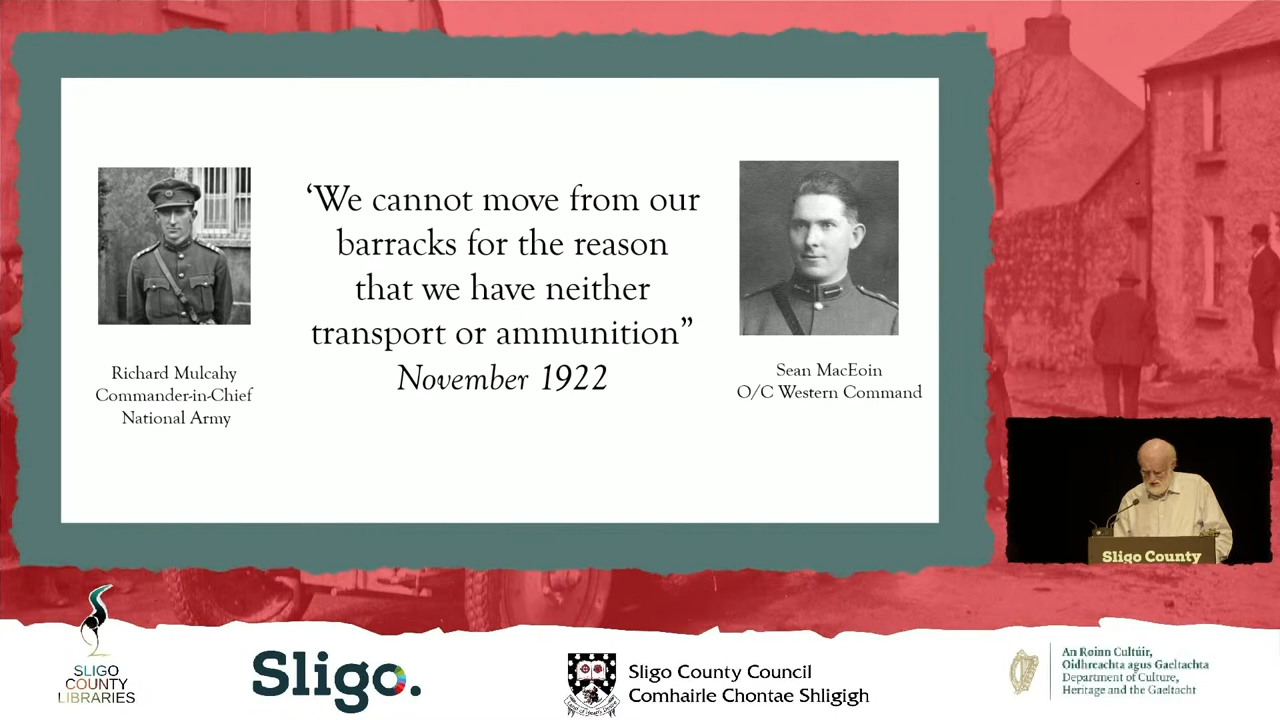 ‘We cannot move from our
barracks for the reason
that we have neither
transport or ammunition”
November 1922
Richard Mulcahy
Commander-in-Chief
National Army
Sean MacEoin
O/C Western Command
Sligo County
SLIGO
COUNTY
LIBRARIES
Sligo.
Sligo County Council
Comhairle Chontae Shligigh
An Roinn Cultúir,
Oidhreachta agus Gaeltachta
Department of Culture,
Heritage and the Gaeltacht